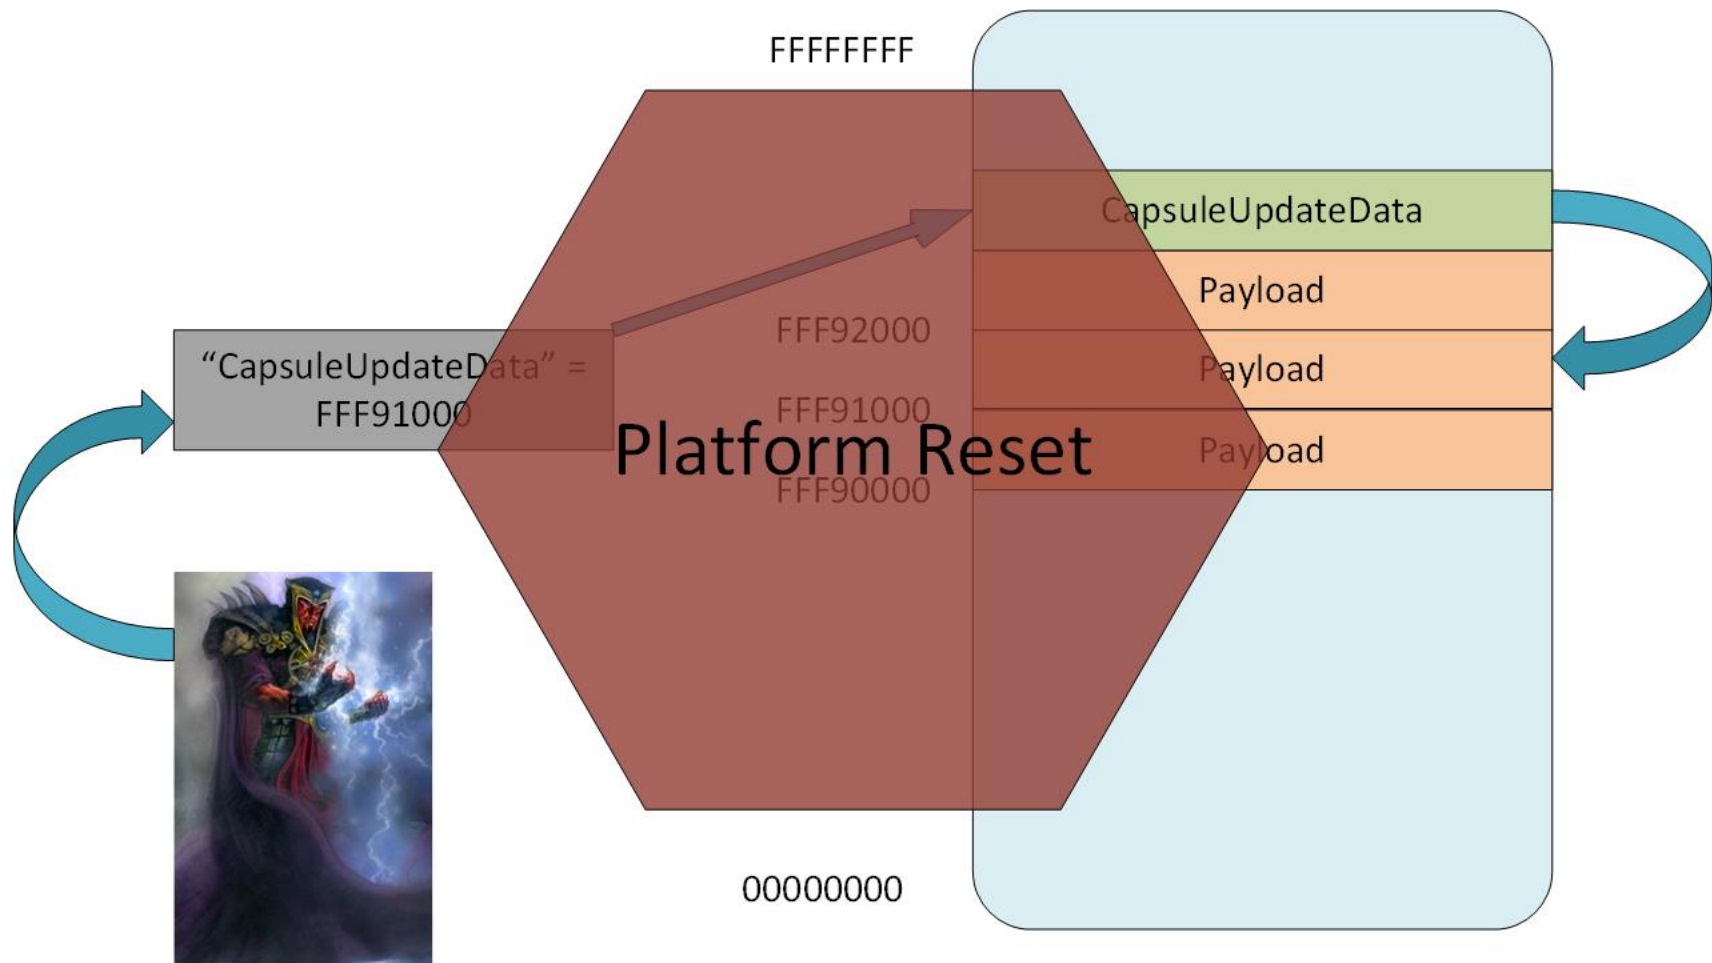 FFFFFFFF
CapsuleUpdateData
Payload
FFF92000
Payload
“CapsuleUpdateData” =
FFF91000
FFF91000
Platform Reset
Payload
FFF90000
00000000